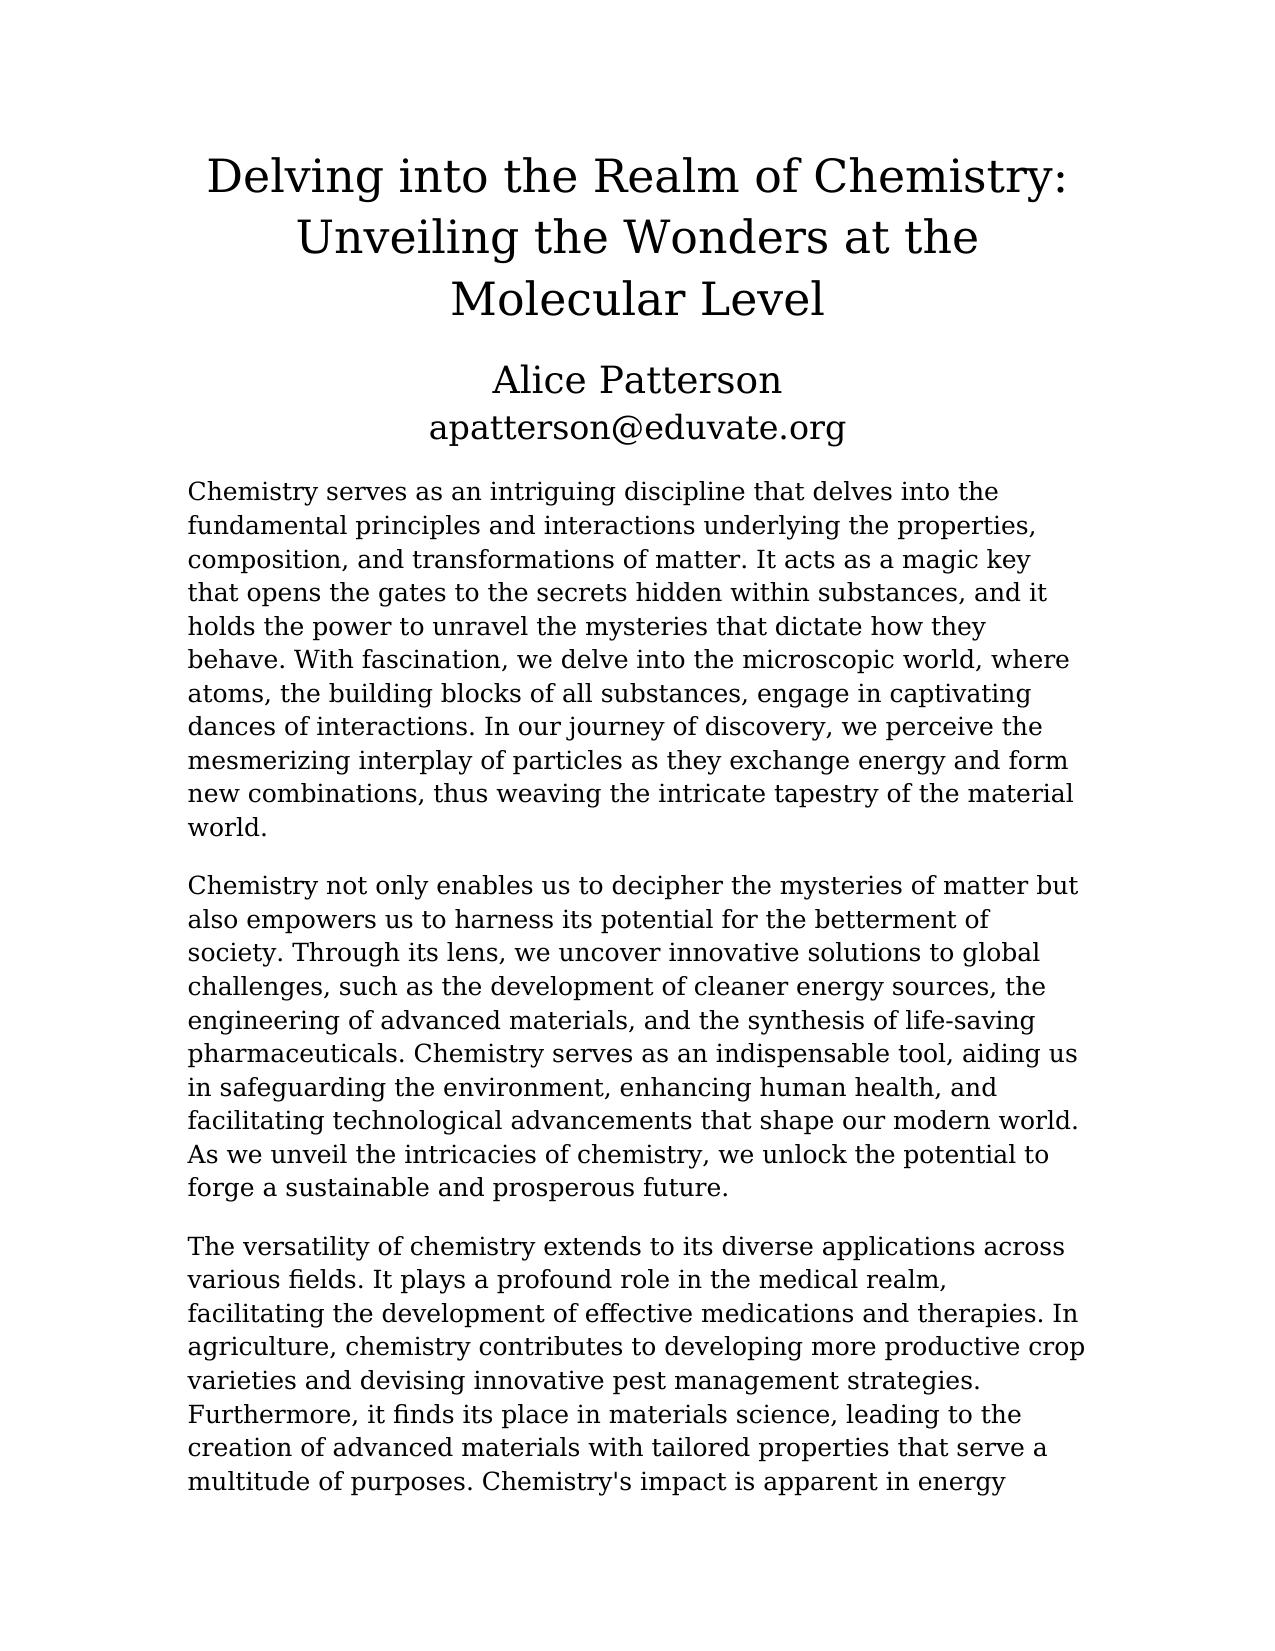 Delving into the Realm of Chemistry:
Unveiling the Wonders at the
Molecular Level
Alice Patterson
apatterson@eduvate.org
Chemistry serves as an intriguing discipline that delves into the
fundamental principles and interactions underlying the properties,
composition, and transformations of matter. It acts as a magic key
that opens the gates to the secrets hidden within substances, and it
holds the power to unravel the mysteries that dictate how they
behave. With fascination, we delve into the microscopic world, where
atoms, the building blocks of all substances, engage in captivating
dances of interactions. In our journey of discovery, we perceive the
mesmerizing interplay of particles as they exchange energy and form
new combinations, thus weaving the intricate tapestry of the material
world.
Chemistry not only enables us to decipher the mysteries of matter but
also empowers us to harness its potential for the betterment of
society. Through its lens, we uncover innovative solutions to global
challenges, such as the development of cleaner energy sources, the
engineering of advanced materials, and the synthesis of life-saving
pharmaceuticals. Chemistry serves as an indispensable tool, aiding us
in safeguarding the environment, enhancing human health, and
facilitating technological advancements that shape our modern world.
As we unveil the intricacies of chemistry, we unlock the potential to
forge a sustainable and prosperous future.
The versatility of chemistry extends to its diverse applications across
various fields. It plays a profound role in the medical realm,
facilitating the development of effective medications and therapies. In
agriculture, chemistry contributes to developing more productive crop
varieties and devising innovative pest management strategies.
Furthermore, it finds its place in materials science, leading to the
creation of advanced materials with tailored properties that serve a
multitude of purposes. Chemistry's impact is apparent in energy